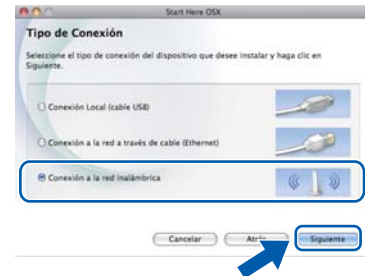 Start Here OSX
Tipo de Conexión
Seleccione el tipo de conexión del dispositivo que desee instalar y haga clic en
Siguiente.
Conexión Local (cable USB)
Conexión a la red a través de cable (Ethernet)
Conexión a la red inalámbrica
Cancelar
Atrás
Siguiente